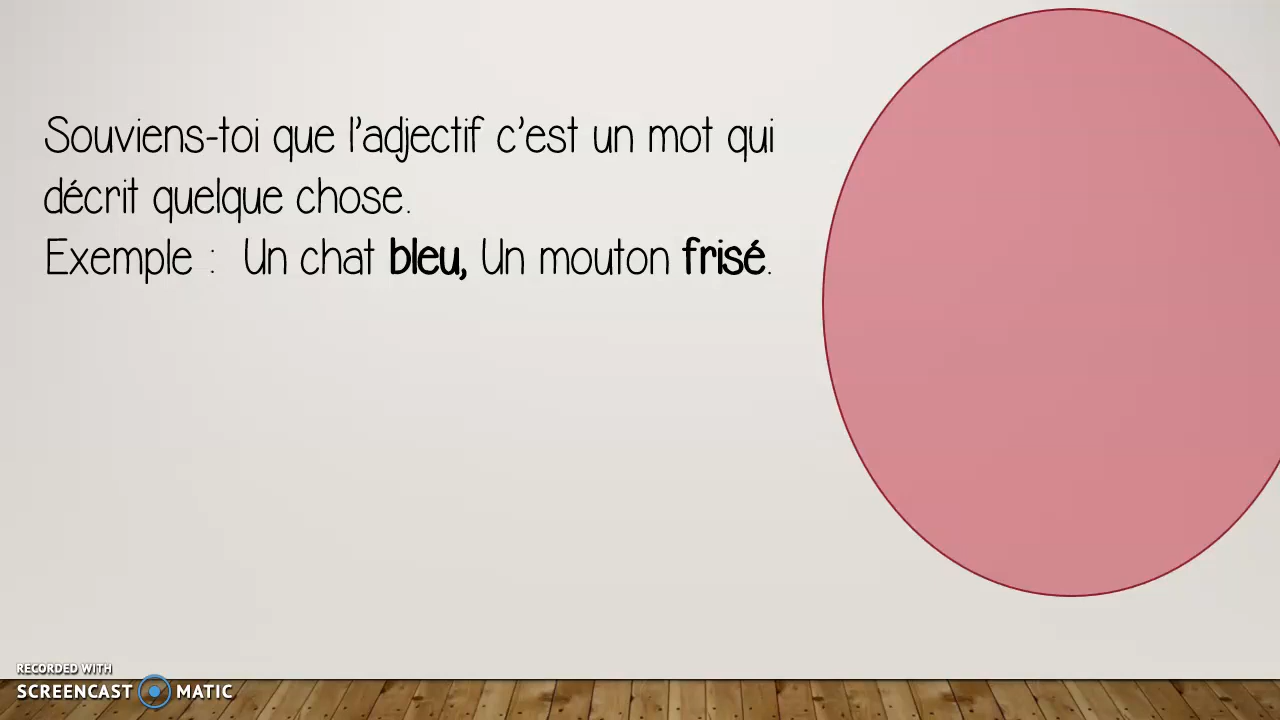 Souviens-toi que l'adjectif c'est un mot qui
décrit quelque chose.
Exemple : Un chat bleu, Un mouton frisé.
RECORDED WITH
SCREENCAST MATIC